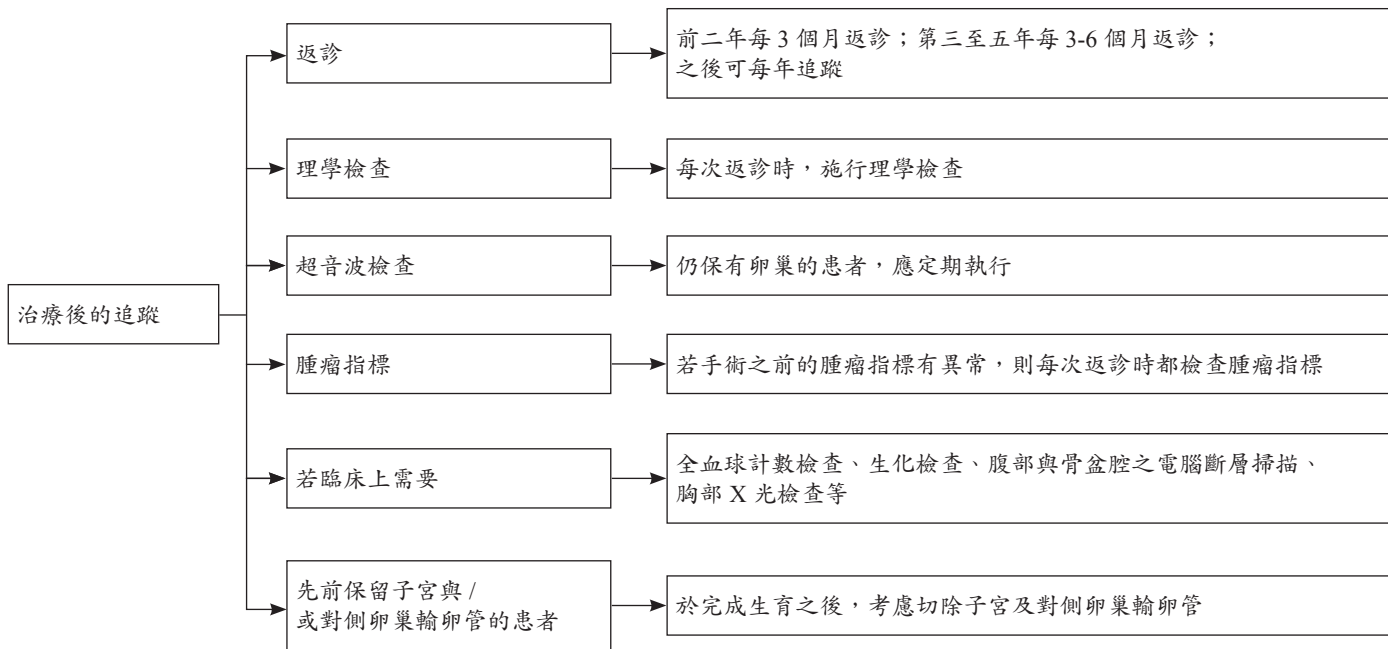 返診
前二年每 3 個月返診；第三至五年每 3-6 個月返診；
之後可每年追蹤
理學檢查
每次返診時，施行理學檢查
超音波檢查
仍保有卵巢的患者，應定期執行
治療後的追蹤
腫瘤指標
若手術之前的腫瘤指標有異常，則每次返診時都檢查腫瘤指標
若臨床上需要
全血球計數檢查、生化檢查、腹部與骨盆腔之電腦斷層掃描、
胸部 X 光檢查等
先前保留子宮與 /
或對側卵巢輸卵管的患者
於完成生育之後，考慮切除子宮及對側卵巢輸卵管